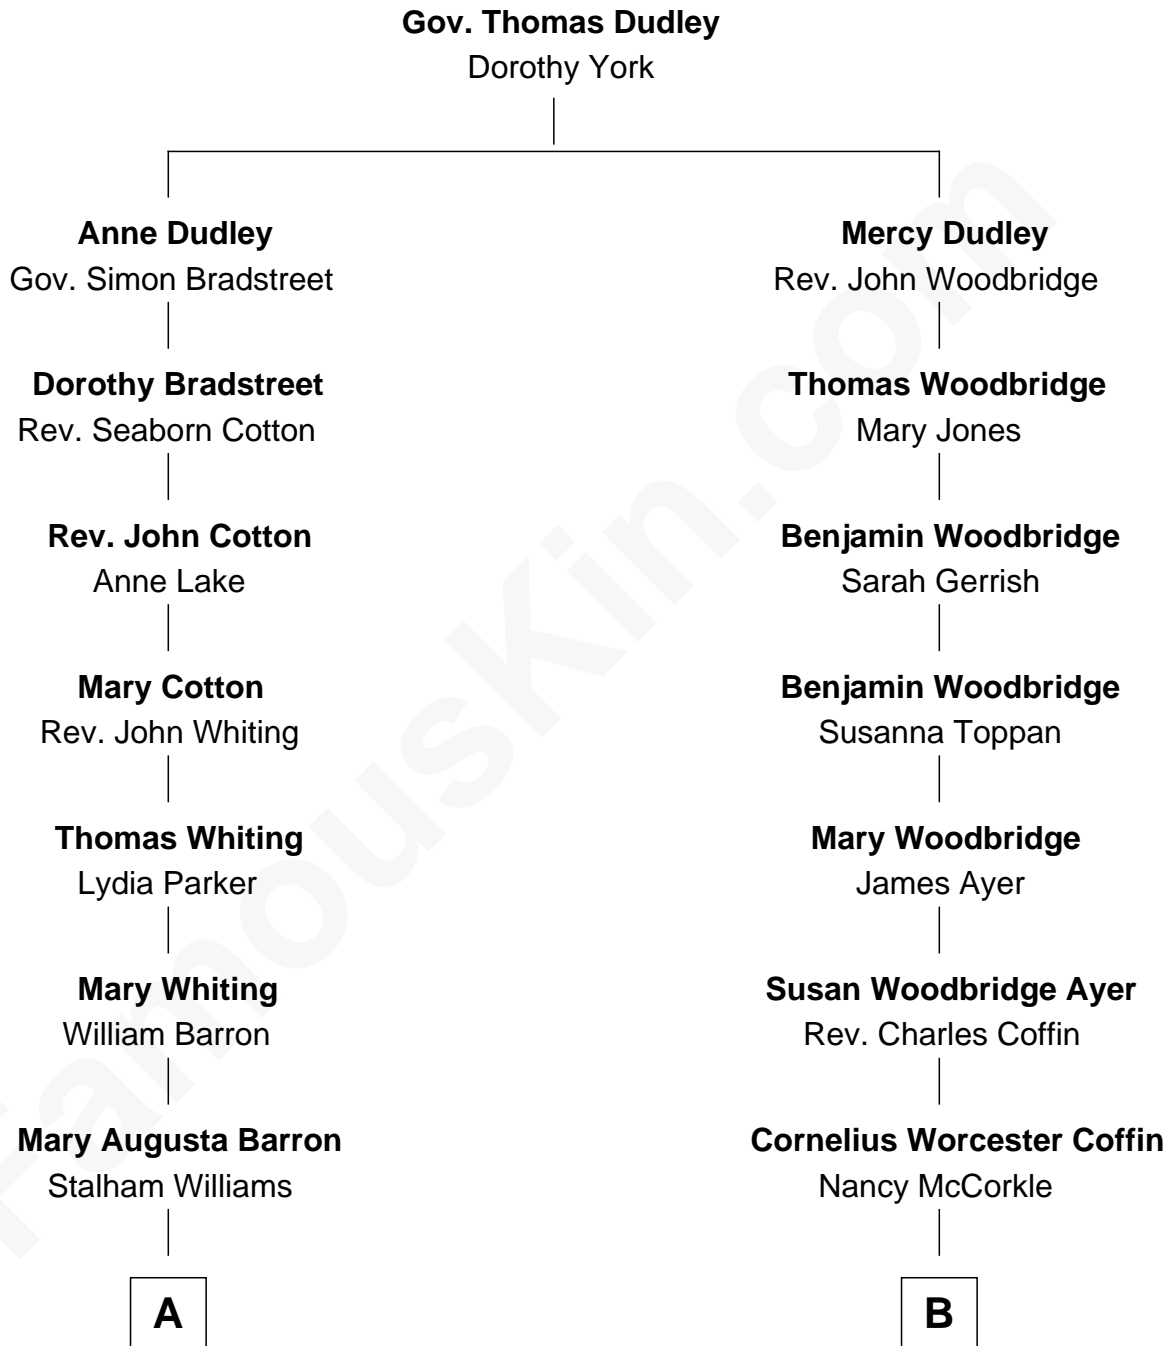 Gov. Thomas Dudley
Dorothy York
Anne Dudley
Gov. Simon Bradstreet
Dorothy Bradstreet
Rev. Seaborn Cotton
Rev. John Cotton
Anne Lake
Mary Cotton
Rev. John Whiting
Thomas Whiting
Lydia Parker
Mary Whiting
William Barron
Mary Augusta Barron
Stalham Williams
A
Mercy Dudley
Rev. John Woodbridge
Thomas Woodbridge
Mary Jones
Benjamin Woodbridge
Sarah Gerrish
Benjamin Woodbridge
Susanna Toppan
Mary Woodbridge
James Ayer
Susan Woodbridge Ayer
Rev. Charles Coffin
Cornelius Worcester Coffin
Nancy McCorkle
B
FamousKin.com